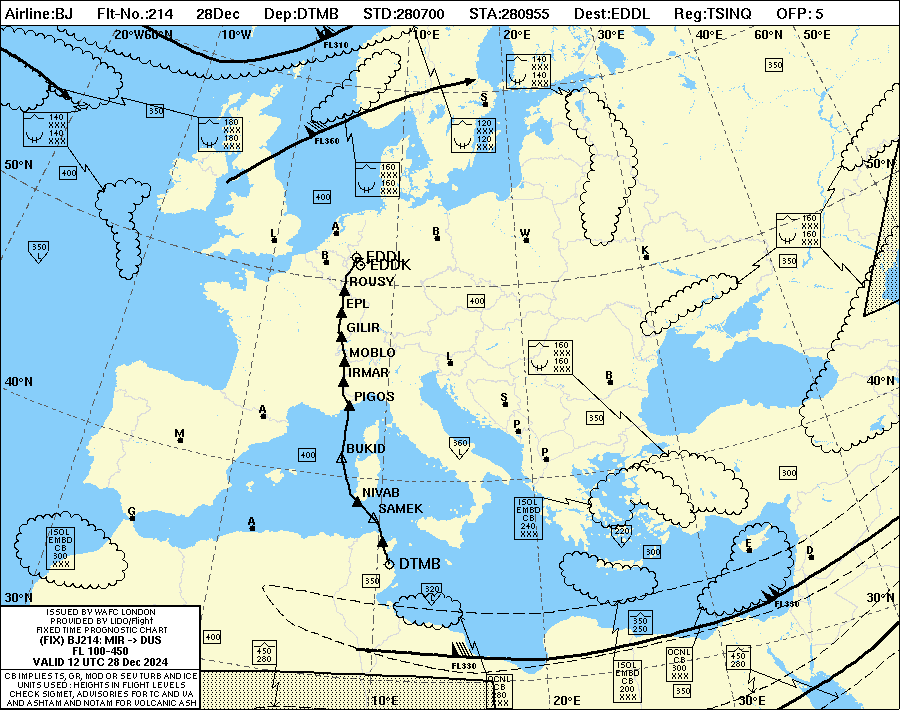 Airline:BJ Flt-No.:214 28Dec Dep:DTMB STD:280700 STA:280955 Dest:EDDL Reg:TSINQ OFP: 5
20°W 60°N 10°W 10°E 20°E 30°E 40°E 60°N 50°E
FL310
140
XXX
140
XXX
350
350
140
XXX
140
XXX
180
XXX
180
XXX
FL360
S
120
XXX
120
XXX
50°N
400
160
XXX
160
XXX
400
50°N
350
L
L
A
B
W
160
XXX
160
XXX
B
K
350
EDDL
EDDK
ROUSY
EPL
400
GILIR
MOBLO
L
160
XXX
160
XXX
IRMAR
40°N
B
40°N
PIGOS
S
A
350
P
M
400
BUKID
360
L
P
300
NIVAB
SAMEK
G
A
ISOL
EMBD
CB
240
XXX
220
L
ISOL
EMBD
CB
300
XXX
300
E
D
DTMB
350
320
L
30°N
FL330
30°N
ISSUED BY WAFC LONDON
PROVIDED BY LIDO/Flight
FIXED TIME PROGNOSTIC CHART
(FIX) BJ214: MIR -> DUS
FL 100-450
VALID 12 UTC 28 Dec 2024
CB IMPLIES TS, GR, MOD OR SEV TURB AND ICE
UNITS USED : HEIGHTS IN FLIGHT LEVELS
CHECK SIGMET, ADVISORIES FOR TC AND VA
AND ASHTAM AND NOTAM FOR VOLCANIC ASH
400
450
280
350
250
FL330
ISOL
EMBD
CB
200
XXX
OCNL
CB
300
XXX
450
280
350
OCNL
CB
280
XXX
10°E 20°E 30°E